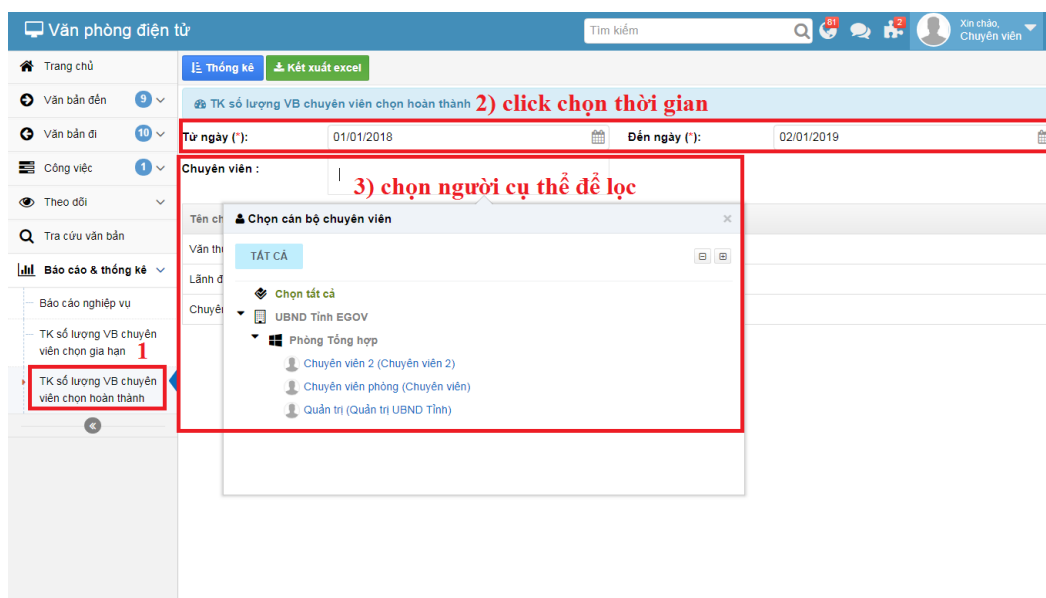 Văn phòng điện tử
Tìm kiếm
81
2
Xin chào,
Chuyên viên
Trang chủ
Văn bản đến 9
Văn bản đi 10
Công việc 1
Theo dõi
Tra cứu văn bản
Báo cáo & thống kê
Báo cáo nghiệp vụ
TK số lượng VB chuyên
viên chọn gia hạn
1
TK số lượng VB chuyên
viên chọn hoàn thành
Thống kê
Kết xuất excel
TK số lượng VB chuyên viên chọn hoàn thành
2) click chọn thời gian
Từ ngày (*): 01/01/2018 Đến ngày (*): 02/01/2019
Chuyên viên :
3) chọn người cụ thể để lọc
Tên ch
Văn th
Lãnh đ
Chuyê
Chọn cán bộ chuyên viên ×
TẤT CẢ
Chọn tất cả
UBND Tỉnh EGOV
Phòng Tổng hợp
Chuyên viên 2 (Chuyên viên 2)
Chuyên viên phòng (Chuyên viên)
Quản trị (Quản trị UBND Tỉnh)